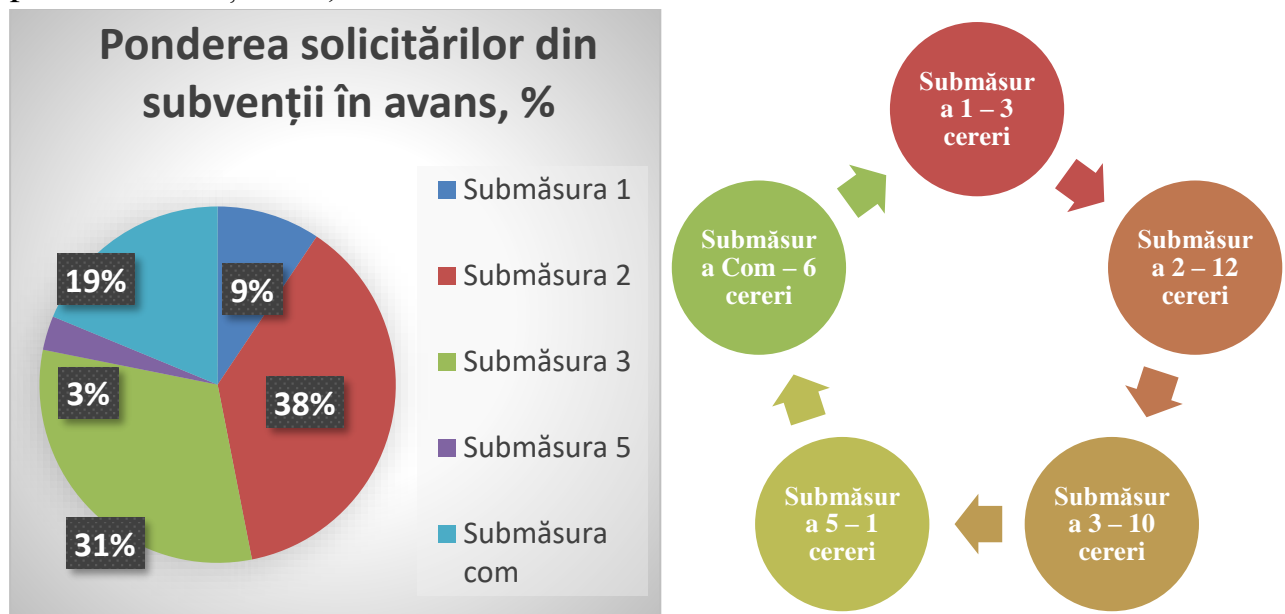 Ponderea solicitărilor din
subvenții în avans, %
19%
9%
3%
38%
31%
Submăsura 1
Submăsura 2
Submăsura 3
Submăsura 5
Submăsura
com
Submăsur
a 1 – 3
cereri
Submăsur
a 2 – 12
cereri
Submăsur
a 3 – 10
cereri
Submăsur
a 5 – 1
cereri
Submăsur
a Com – 6
cereri